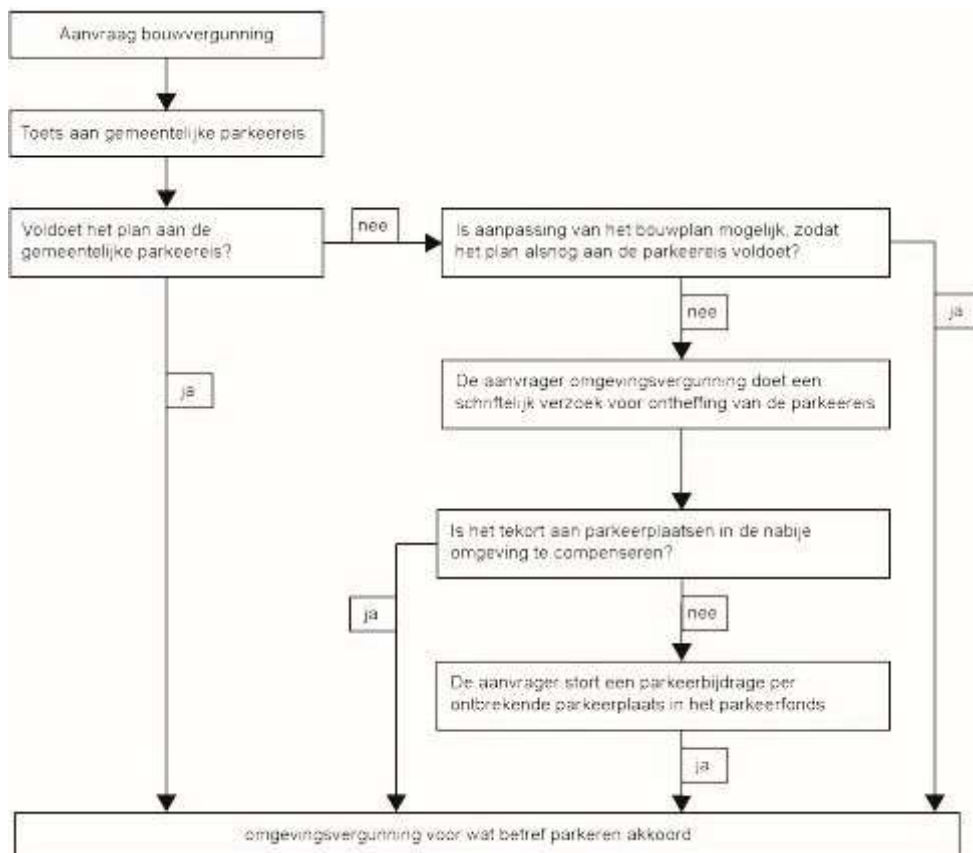 Aanvraag bouwvergunning
Toets aan gemeentelijke parkeereis
Voldoet het plan aan de
gemeentelijke parkeereis?
nee
Is aanpassing van het bouwplan mogelijk, zodat
het plan alsnog aan de parkeereis voldoet?
ja
nee
ja
De aanvrager omgevingsvergunning doet een
schriftelijk verzoek voor ontheffing van de parkeereis
Is het tekort aan parkeerplaatsen in de nabije
omgeving te compenseren?
ja
nee
De aanvrager stort een parkeerbijdrage per
ontbrekende parkeerplaats in het parkeerfonds
ja
omgevingsvergunning voor wat betref parkeren akkoord